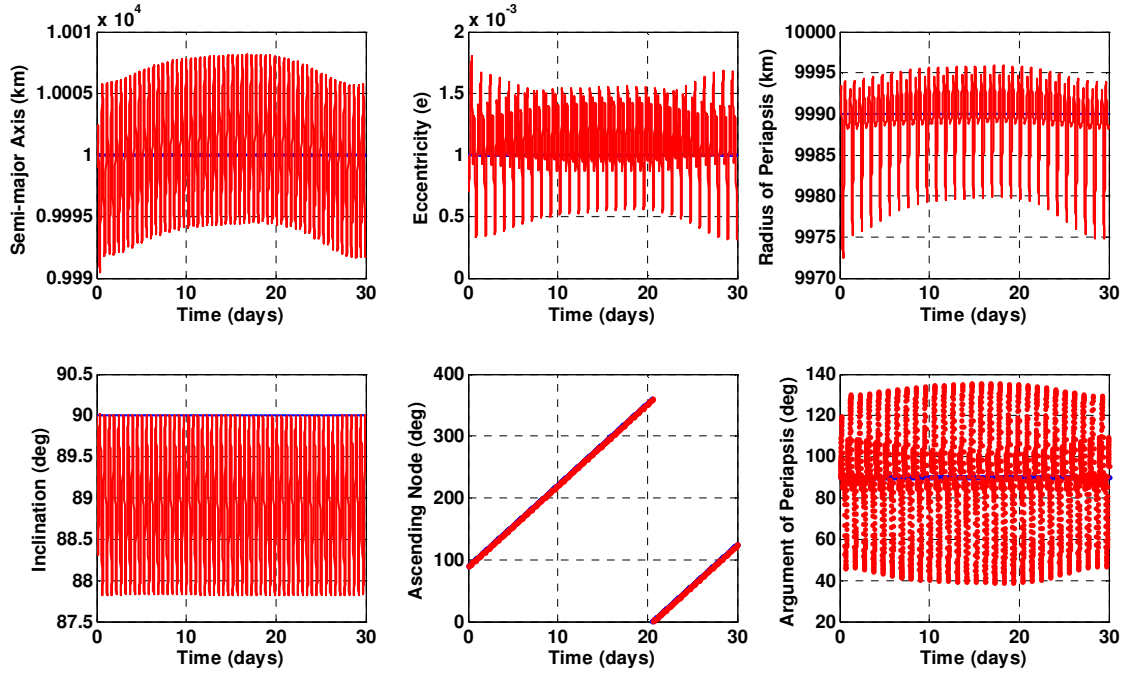 x 10^4
1.001
1.0005
1
0.9995
0.999
Semi-major Axis (km)
0 10 20 30
Time (days)
x 10^-3
2
1.5
1
0.5
0
Eccentricity (e)
0 10 20 30
Time (days)
10000
9995
9990
9985
9980
9975
9970
Radius of Periapsis (km)
0 10 20 30
Time (days)
90.5
90
89.5
89
88.5
88
87.5
Inclination (deg)
0 10 20 30
Time (days)
400
300
200
100
0
Ascending Node (deg)
0 10 20 30
Time (days)
140
120
100
80
60
40
20
Argument of Periapsis (deg)
0 10 20 30
Time (days)